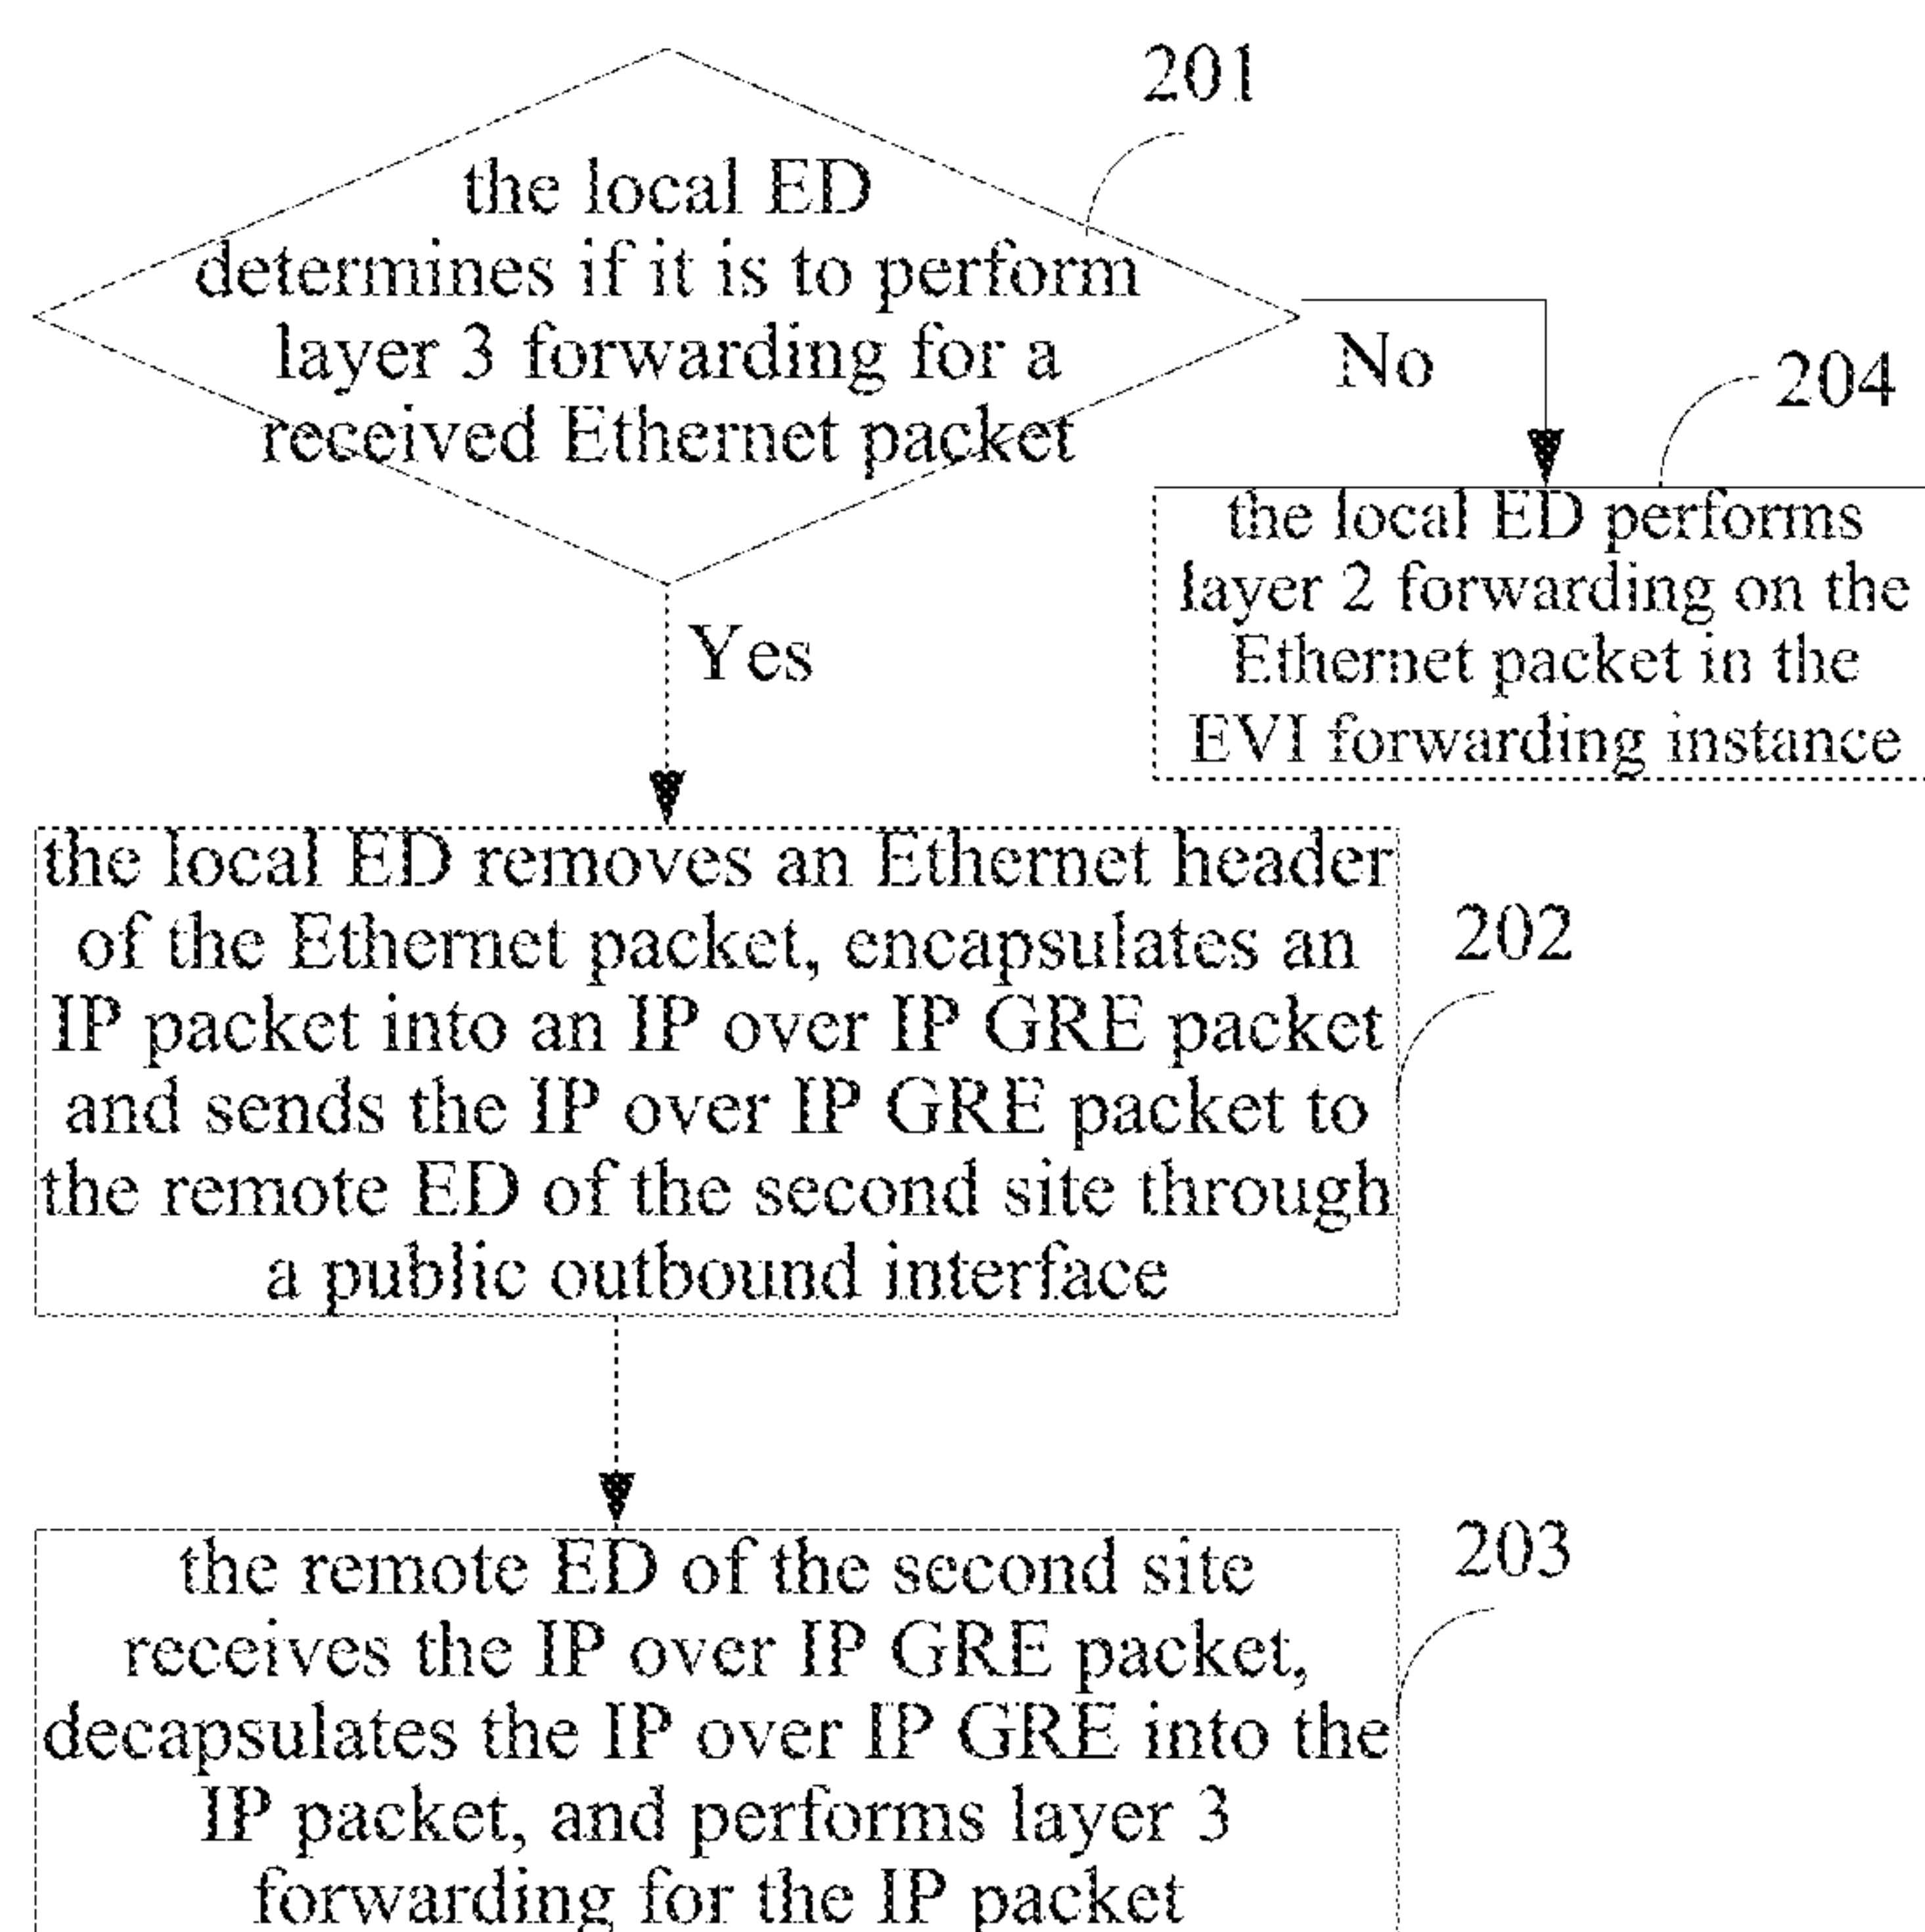 201
the local ED
determines if it is to perform
layer 3 forwarding for a
received Ethernet packet
No
204
the local ED performs
layer 2 forwarding on the
Ethernet packet in the
EVI forwarding instance
Yes
the local ED removes an Ethernet header
of the Ethernet packet, encapsulates an
IP packet into an IP over IP GRE packet
and sends the IP over IP GRE packet to
the remote ED of the second site through
a public outbound interface
202
the remote ED of the second site
receives the IP over IP GRE packet,
decapsulates the IP over IP GRE into the
IP packet, and performs layer 3
forwarding for the IP packet
203